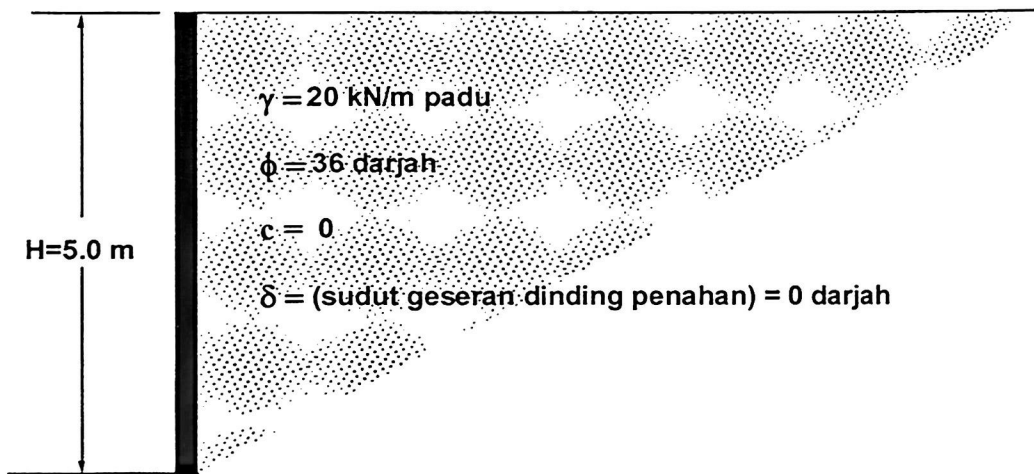 γ = 20 kN/m padu
ϕ = 36 darjah
c = 0
H=5.0 m
δ = (sudut geseran dinding penahan) = 0 darjah